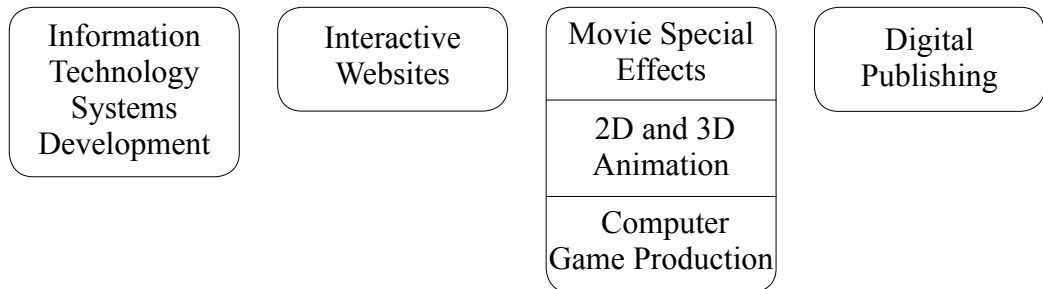 Information
Technology
Systems
Development
Interactive
Websites
Movie Special
Effects
2D and 3D
Animation
Computer
Game Production
Digital
Publishing